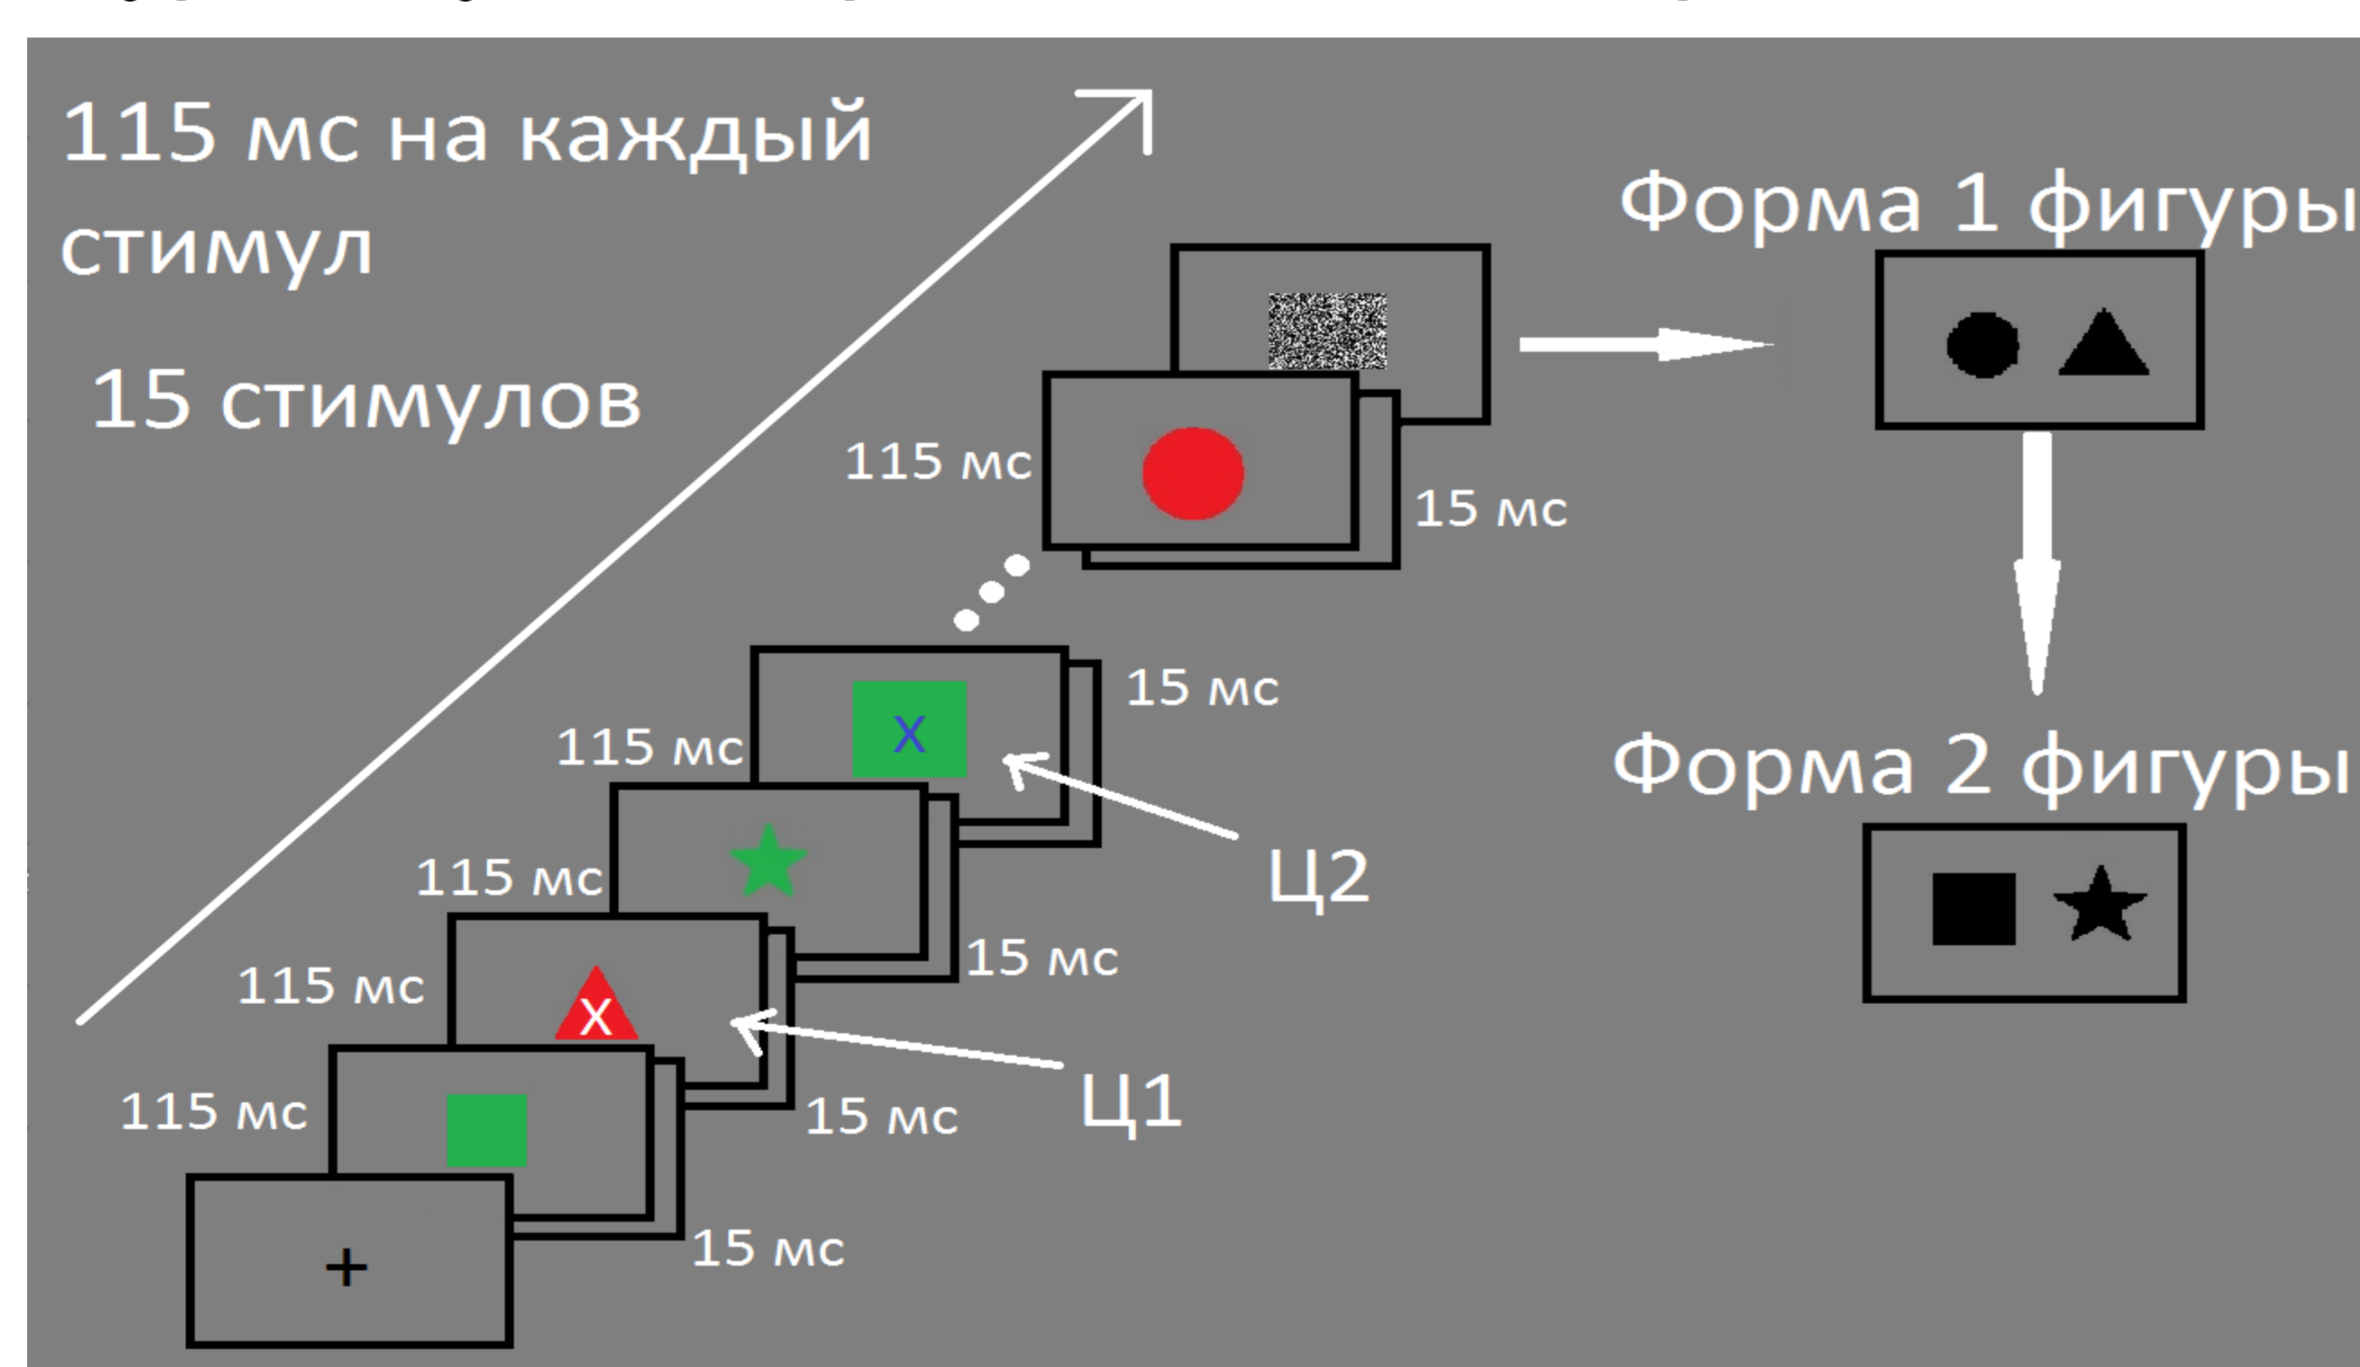 115 мс на каждый
стимул
15 стимулов
Форма 1 фигуры
115 мс
15 мс
15 мс
115 мс
X
Форма 2 фигуры
Ц2
115 мс
15 мс
115 мс
X
Ц1
115 мс
15 мс
15 мс
+